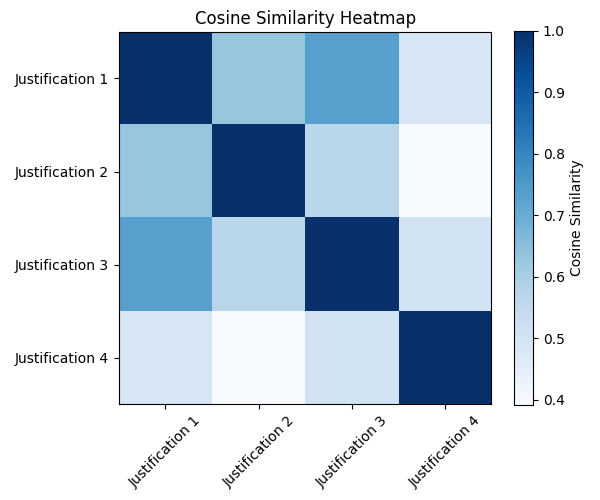 Cosine Similarity Heatmap
Justification 1
Justification 2
Justification 3
Justification 4
Justification 1
Justification 2
Justification 3
Justification 4
1.0
0.9
0.8
0.7
0.6
0.5
0.4
Cosine Similarity